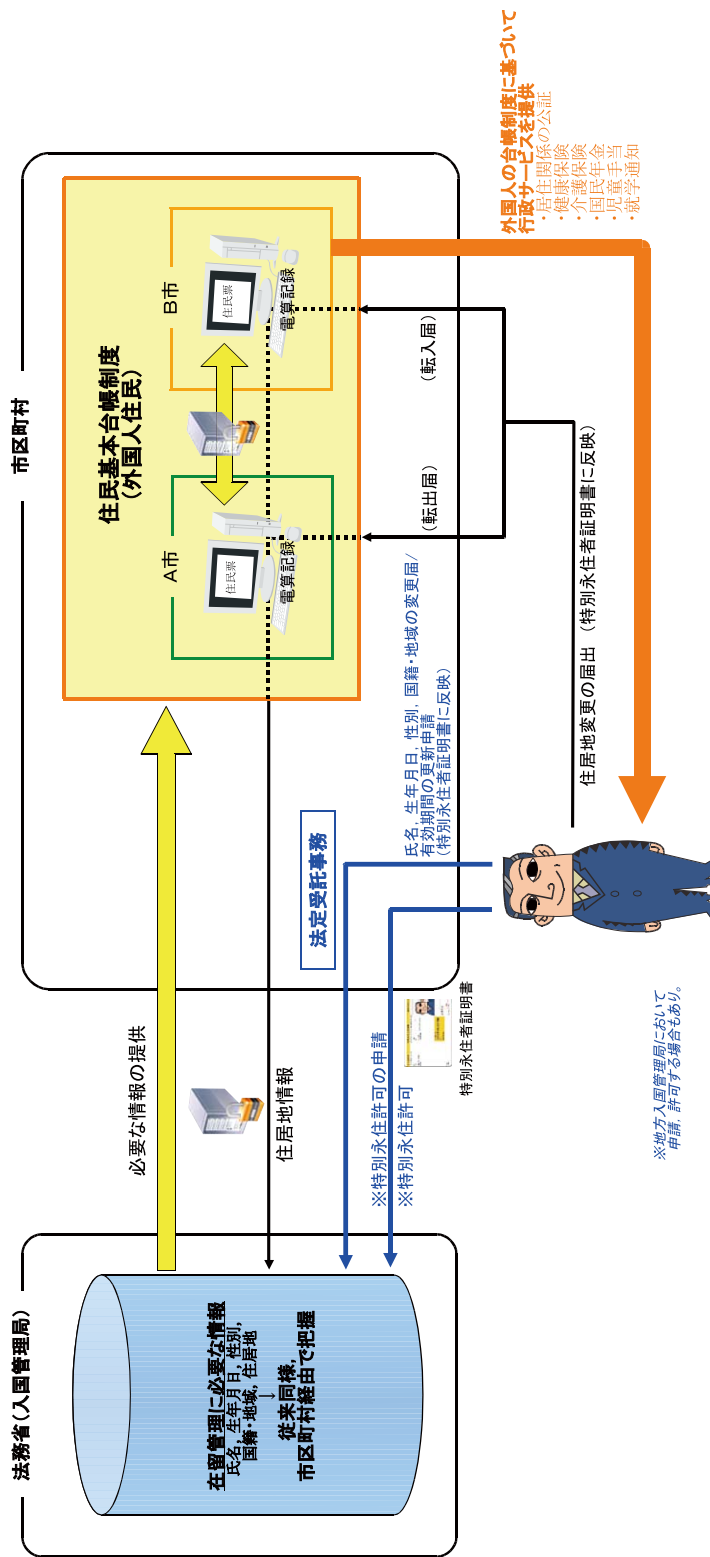 法務省（入国管理局）
在留管理に必要な情報
氏名，生年月日，性別，
国籍・地域，住居地
↓
従来同様，
市区町村経由で把握
必要な情報の提供
住居地情報
※特別永住許可の申請
※特別永住許可
特別永住者証明書
※地方入国管理局において
申請，許可する場合もあり。
市区町村
住民基本台帳制度
（外国人住民）
Ａ市
住民票
電算記録
Ｂ市
住民票
電算記録
法定受託事務
氏名，生年月日，性別，国籍・地域の変更届/
有効期間の更新申請
（特別永住者証明書に反映）
（転出届）
（転入届）
住居地変更の届出　（特別永住者証明書に反映）
外国人の台帳制度に基づいて
行政サービスを提供
・居住関係の公証
・健康保険
・介護保険
・国民年金
・児童手当
・就学通知